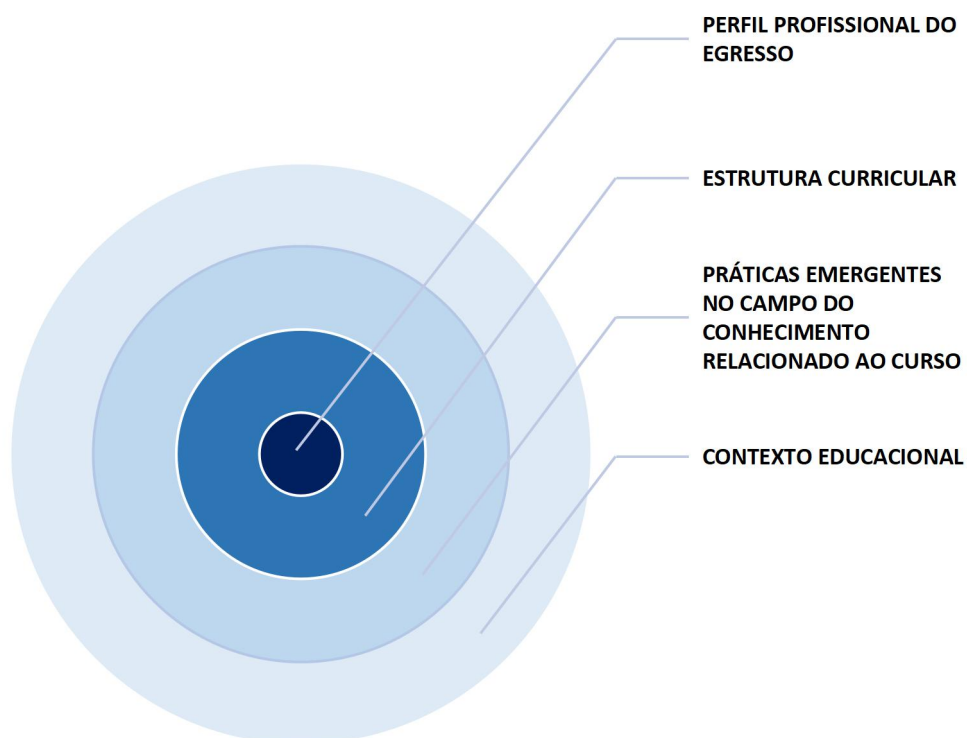 PERFIL PROFISSIONAL DO
EGRESSO
ESTRUTURA CURRICULAR
PRÁTICAS EMERGENTES
NO CAMPO DO
CONHECIMENTO
RELACIONADO AO CURSO
CONTEXTO EDUCACIONAL